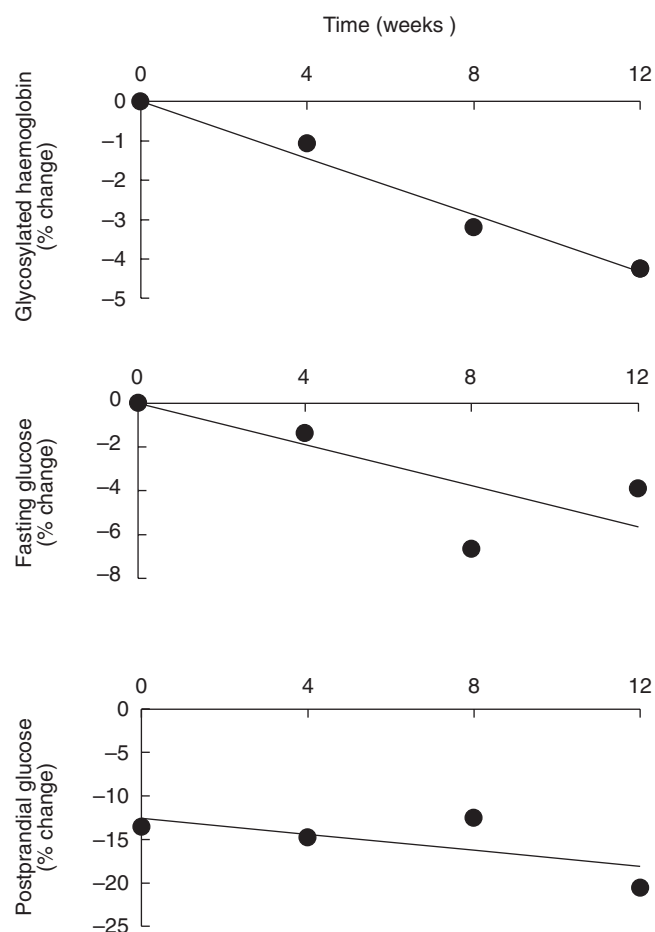 Time (weeks )
0 4 8 12
0
–1
–2
–3
–4
–5
Glycosylated haemoglobin
(% change)
0 4 8 12
0
–2
–4
–6
–8
Fasting glucose
(% change)
0 4 8 12
0
–5
–10
–15
–20
–25
Postprandial glucose
(% change)